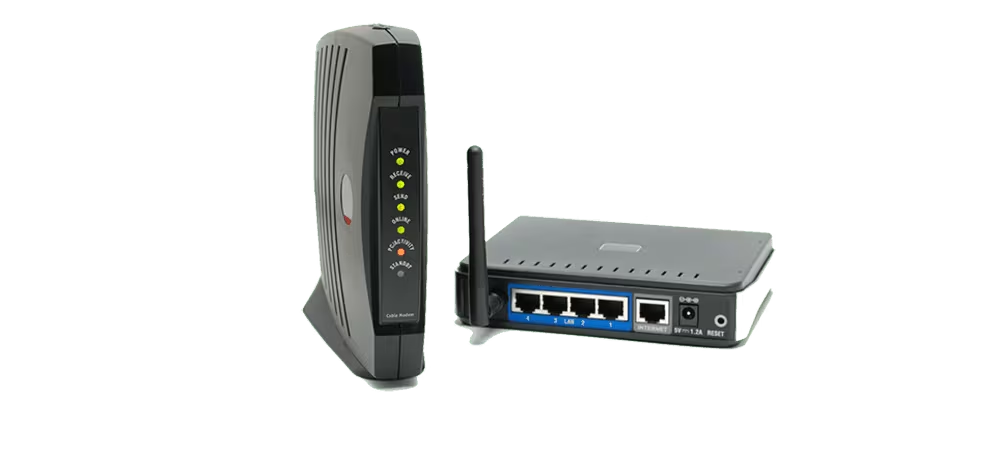 POWER
RECEIVE
SEND
ONLINE
PC/ACTIVITY
STANDBY
Cable Modem
4 3 LAN 2 1
INTERNET
5V⎓1.2A
RESET